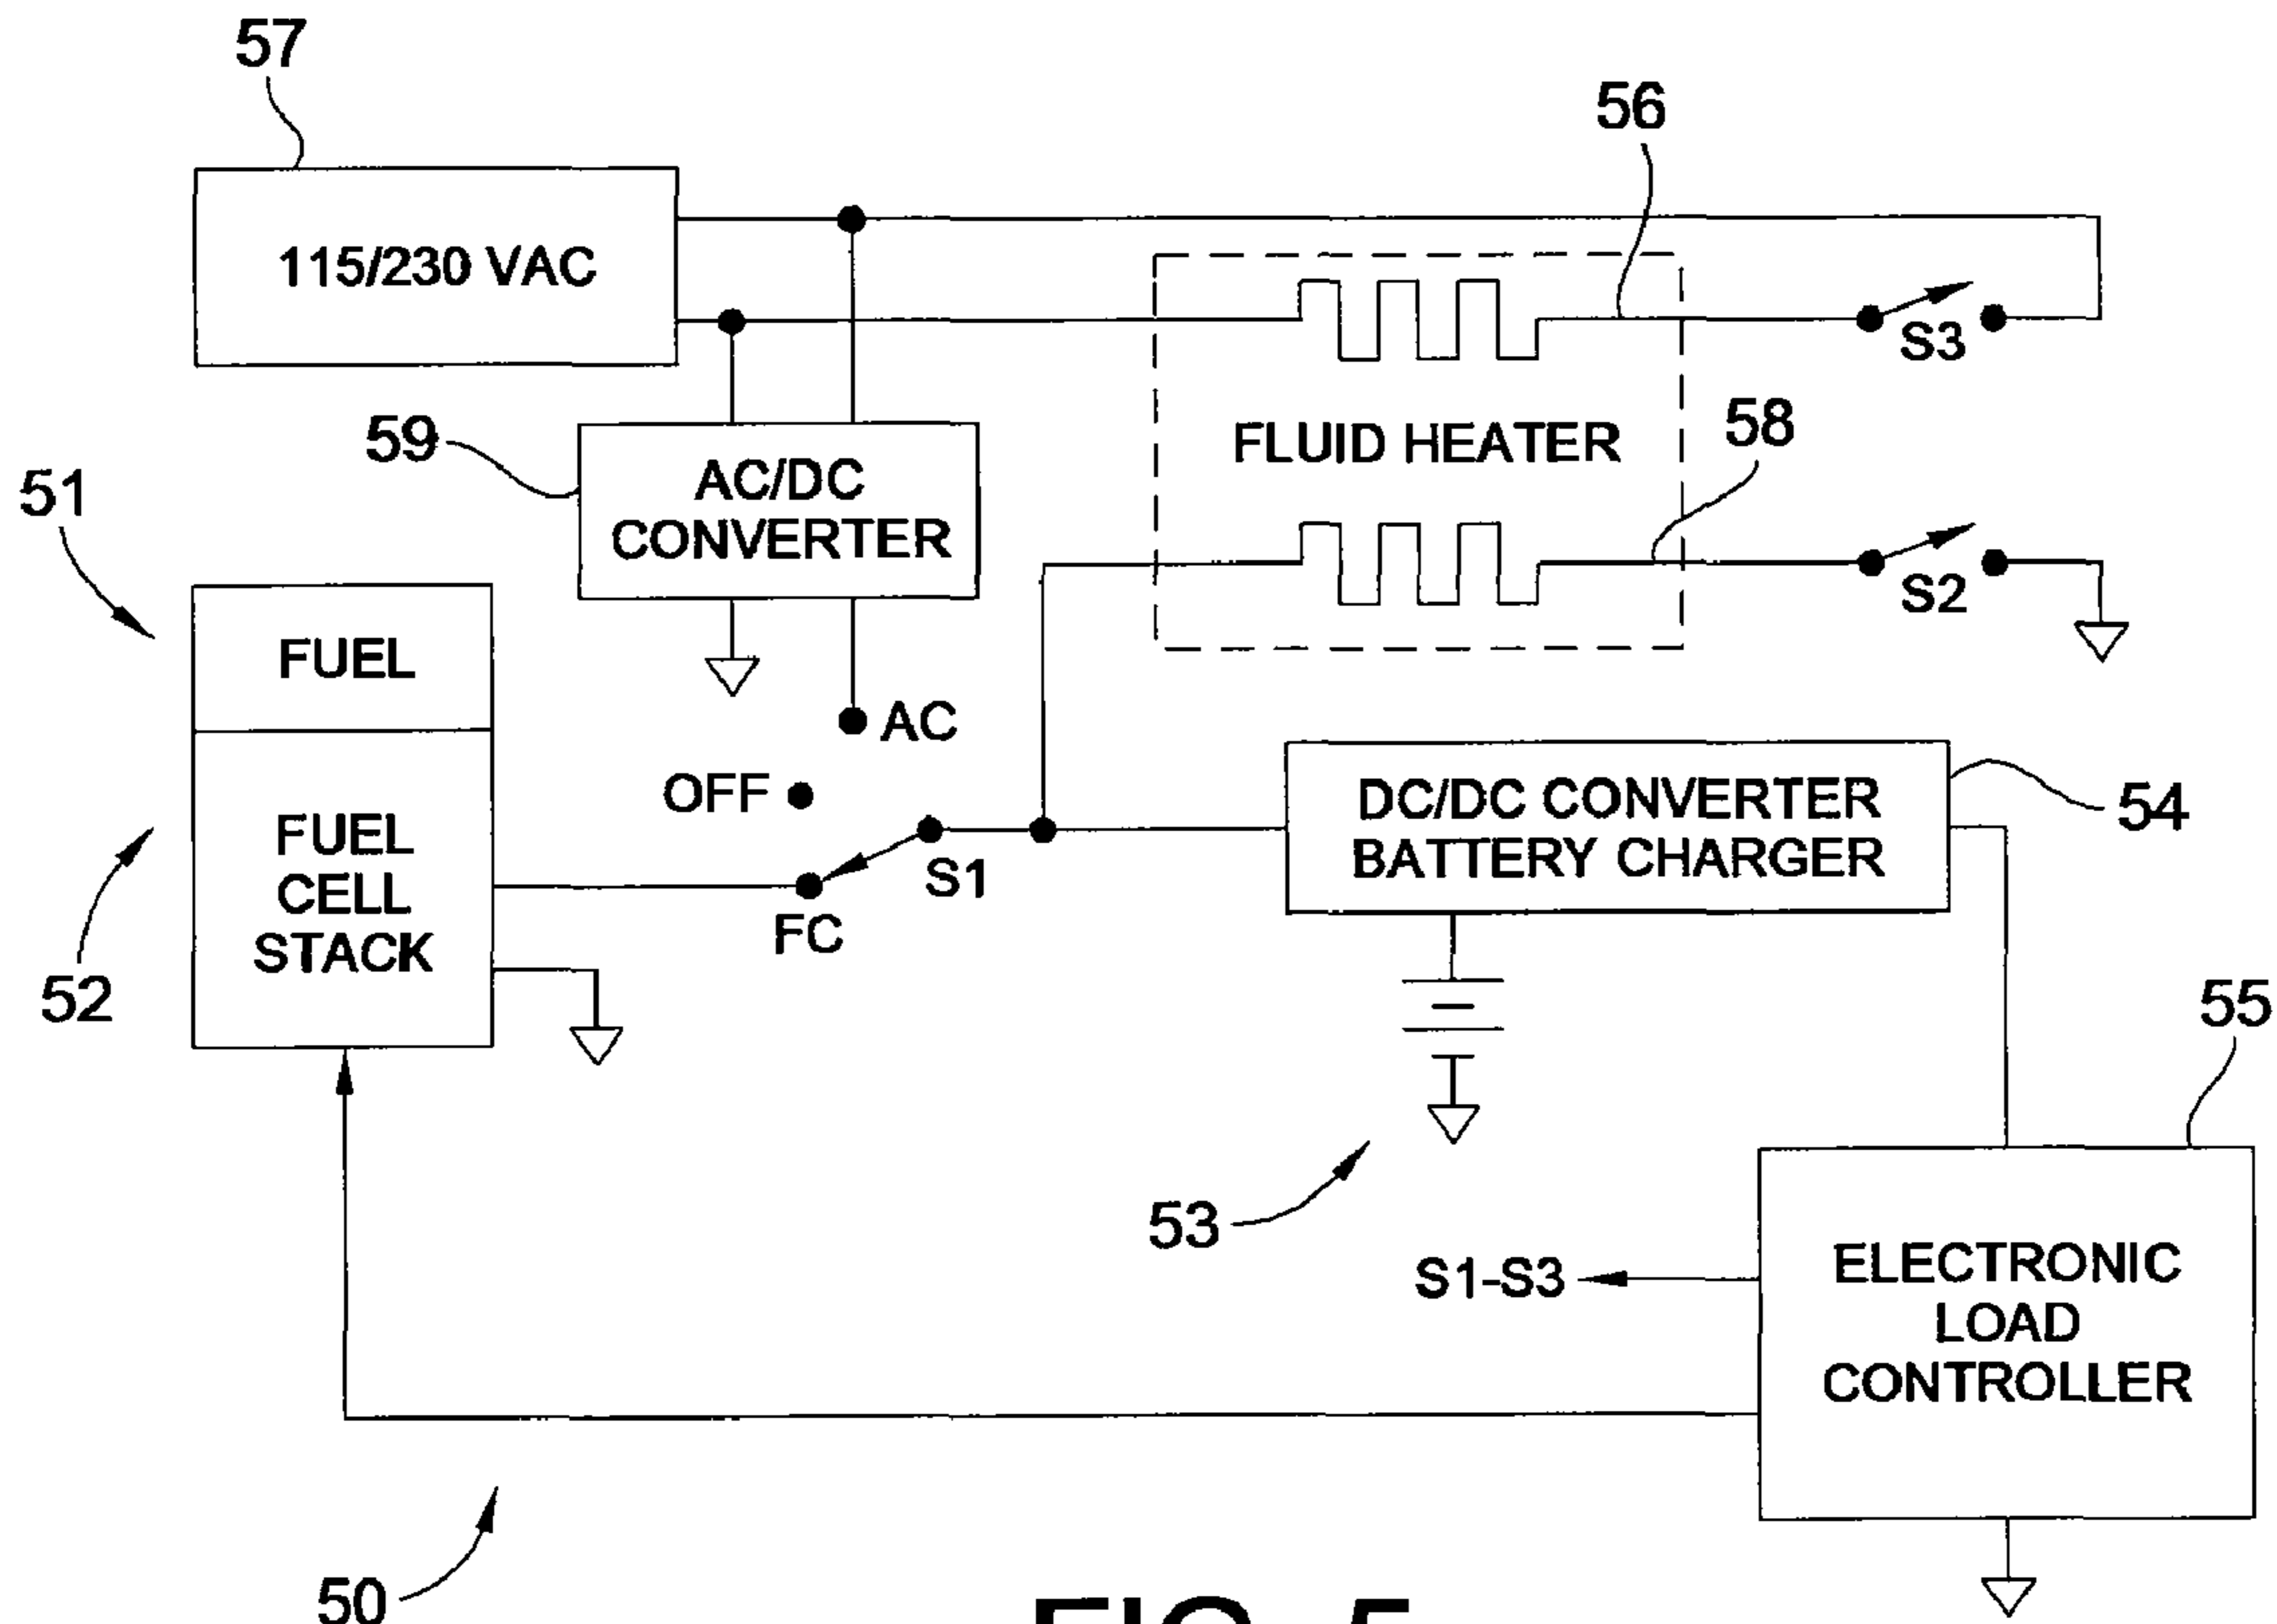 57
56
115/230 VAC
S3
59
AC/DC
CONVERTER
FLUID HEATER
58
51
S2
FUEL
AC
OFF
FUEL
CELL
STACK
S1
FC
DC/DC CONVERTER
BATTERY CHARGER
54
52
55
53
S1-S3
ELECTRONIC
LOAD
CONTROLLER
50
FIG. 5